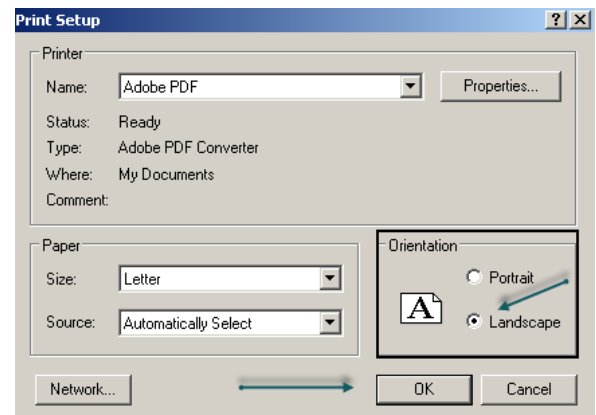 Print Setup
Printer
Name: Adobe PDF Properties...
Status: Ready
Type: Adobe PDF Converter
Where: My Documents
Comment:
Paper
Size: Letter
Source: Automatically Select
Orientation
Portrait
A
Landscape
Network... OK Cancel